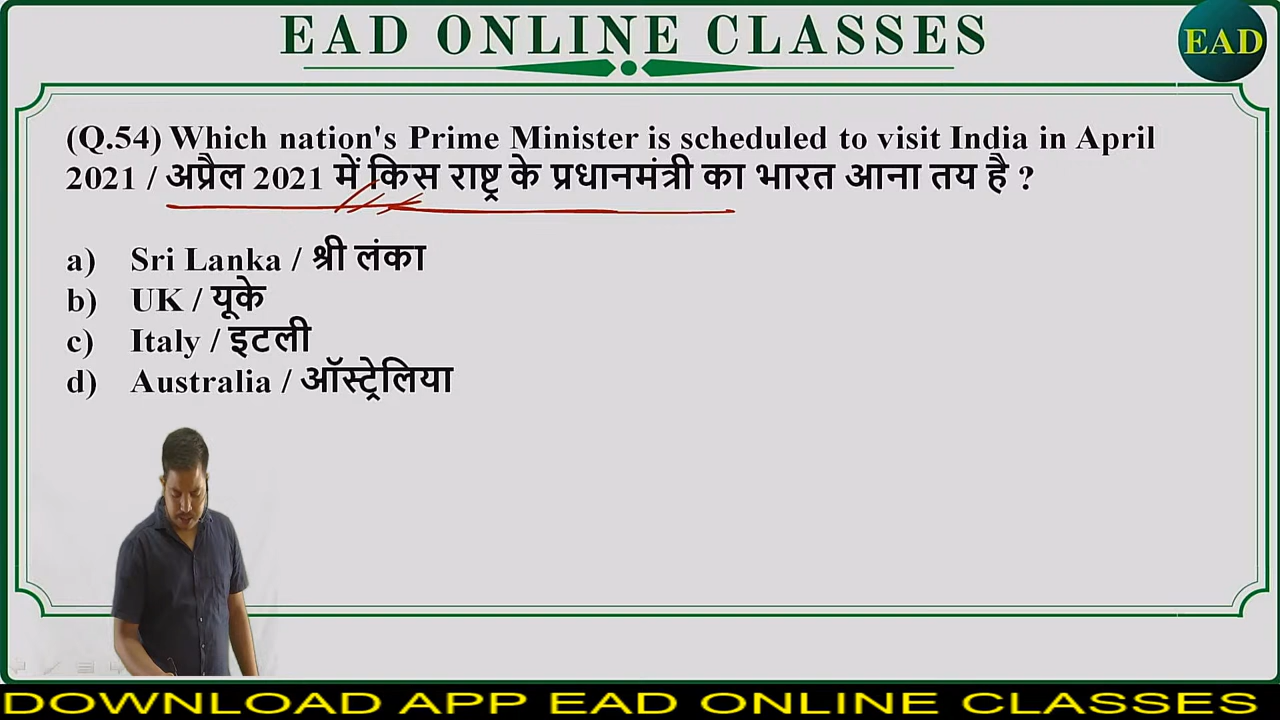 EAD ONLINE CLASSES
EAD
(Q.54) Which nation's Prime Minister is scheduled to visit India in April
2021 / अप्रैल 2021 में किस राष्ट्र के प्रधानमंत्री का भारत आना तय है ?
a) Sri Lanka / श्री लंका
b) UK / यूके
c) Italy / इटली
d) Australia / ऑस्ट्रेलिया
DOWNLOAD APP EAD ONLINE CLASSES